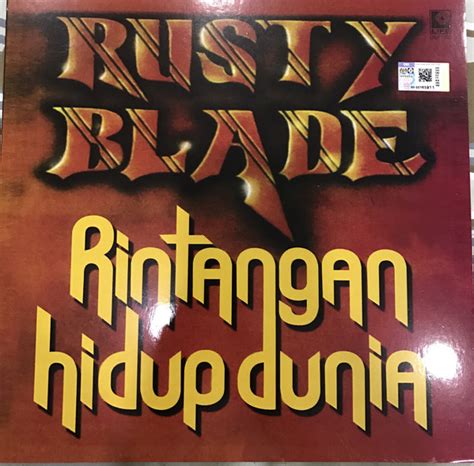 RUSTY
BLADE
Rintangan
hidup dunia